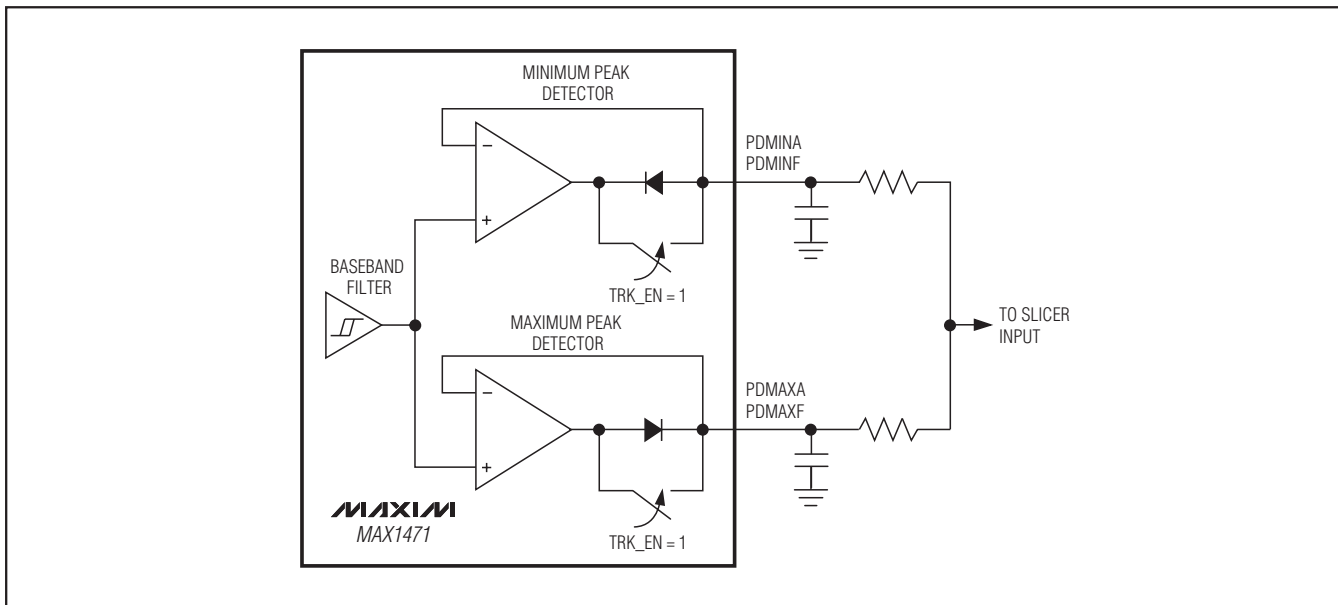 MINIMUM PEAK
DETECTOR
−
+
PDMINA
PDMINF
TRK_EN = 1
BASEBAND
FILTER
MAXIMUM PEAK
DETECTOR
−
+
PDMAXA
PDMAXF
TRK_EN = 1
TO SLICER
INPUT
MAXIM
MAX1471